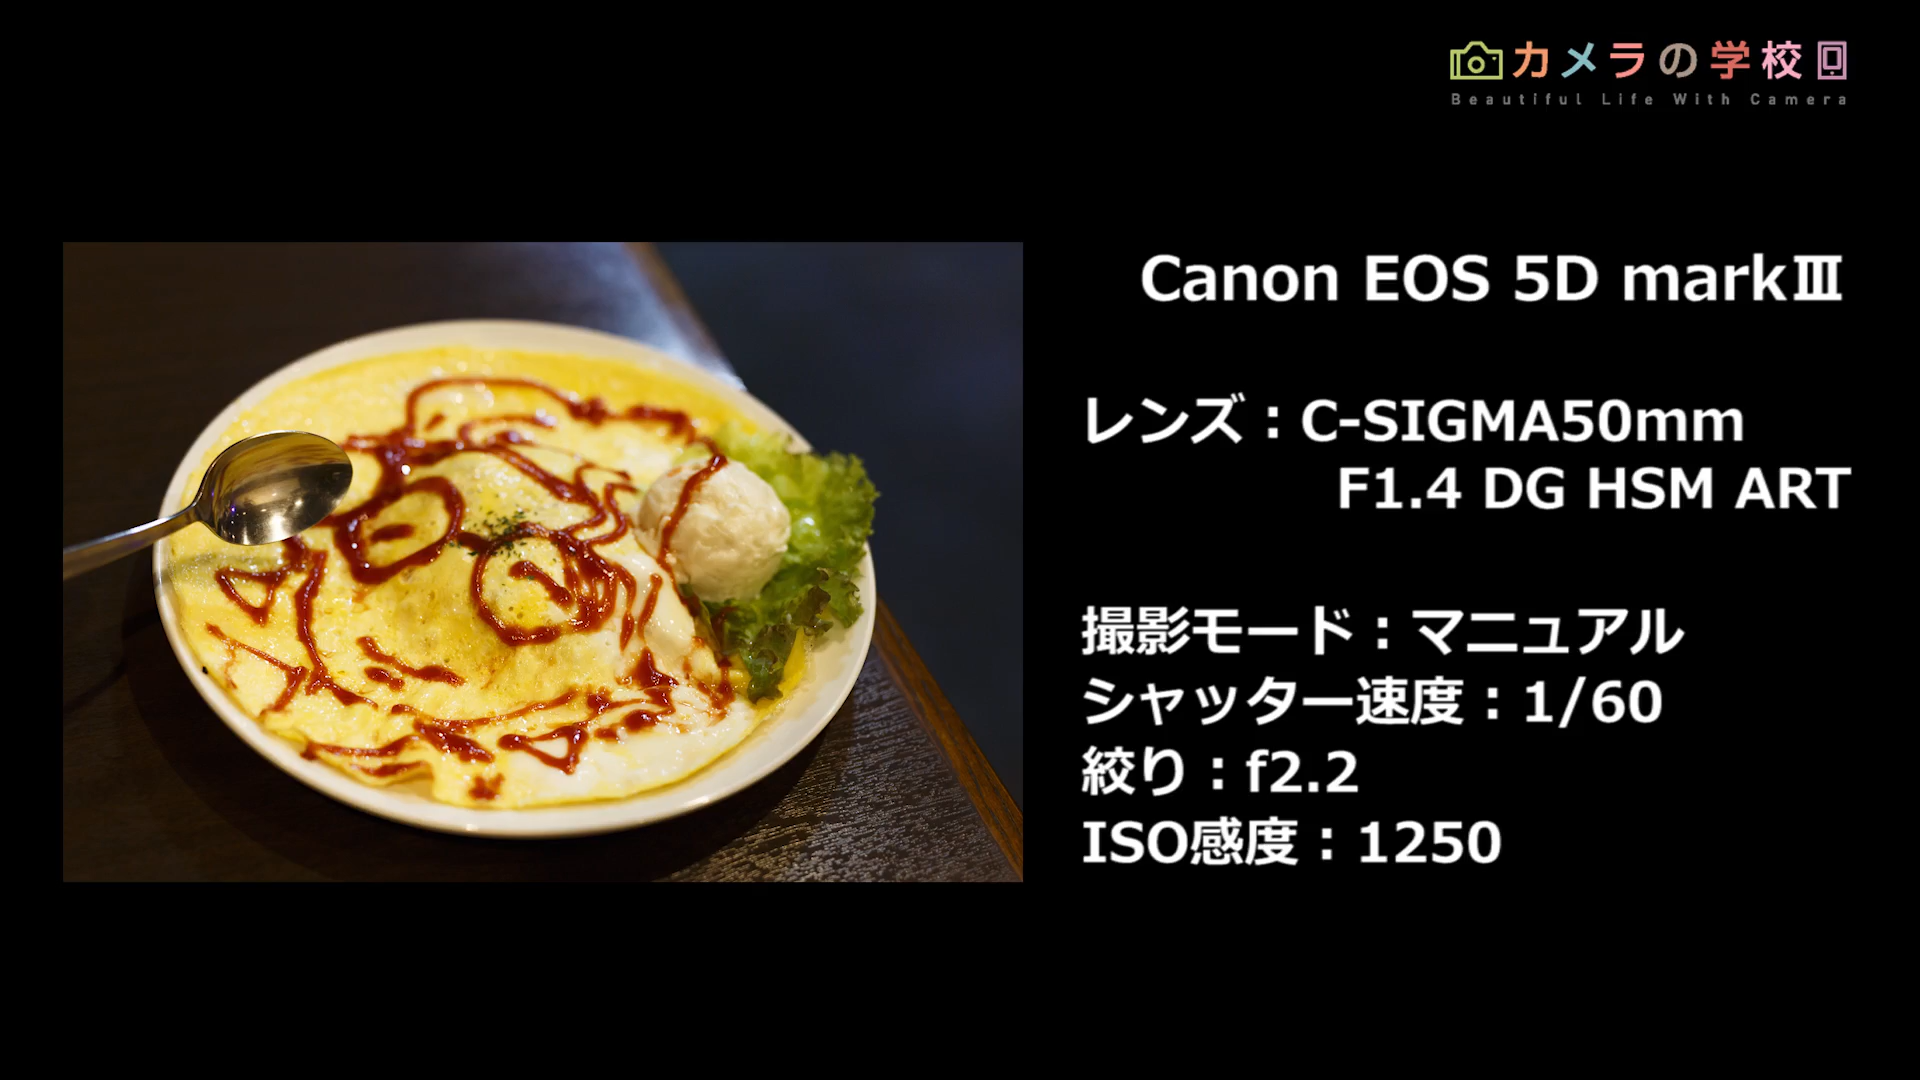 カメラの学校
Beautiful Life With Camera
Canon EOS 5D markⅢ
レンズ：C-SIGMA50mm
F1.4 DG HSM ART
撮影モード：マニュアル
シャッター速度：1/60
絞り：f2.2
ISO感度：1250